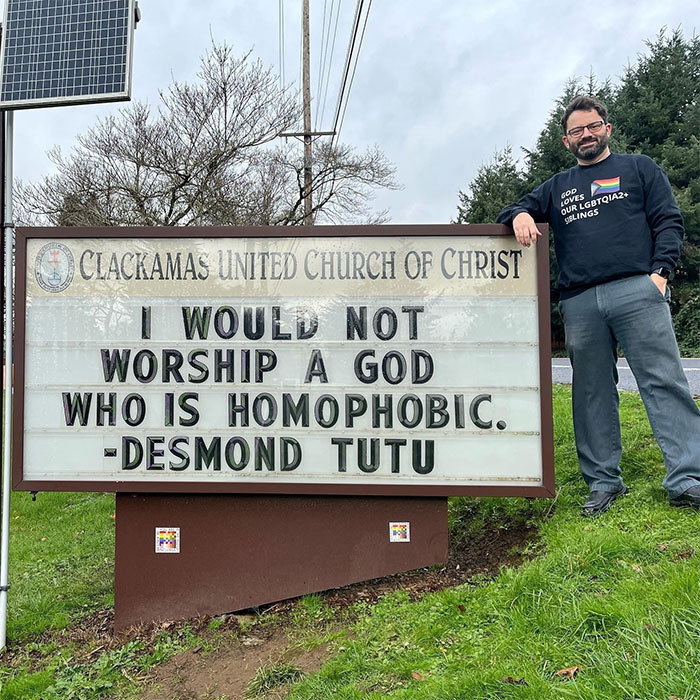 CLACKAMAS UNITED CHURCH OF CHRIST
I WOULD NOT
WORSHIP A GOD
WHO IS HOMOPHOBIC.
-DESMOND TUTU
GOD
LOVES
OUR LGBTQIA2+
SIBLINGS